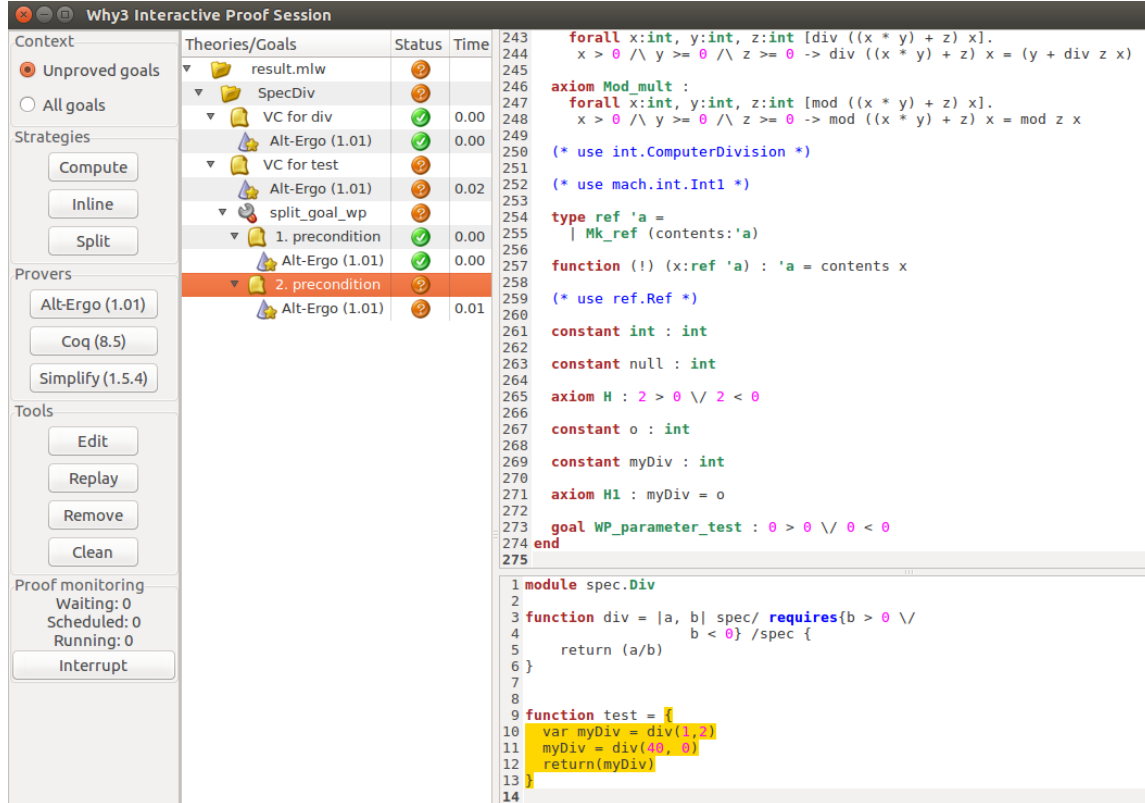 Why3 Interactive Proof Session
Context
Unproved goals
All goals
Strategies
Compute
Inline
Split
Provers
Alt-Ergo (1.01)
Coq (8.5)
Simplify (1.5.4)
Tools
Edit
Replay
Remove
Clean
Proof monitoring
Waiting: 0
Scheduled: 0
Running: 0
Interrupt
Theories/Goals Status Time
result.mlw
SpecDiv
VC for div 0.00
Alt-Ergo (1.01) 0.00
VC for test
Alt-Ergo (1.01) 0.02
split_goal_wp
1. precondition 0.00
Alt-Ergo (1.01) 0.00
2. precondition
Alt-Ergo (1.01) 0.01
243 forall x:int, y:int, z:int [div ((x * y) + z) x].
244 x > 0 /\ y >= 0 /\ z >= 0 -> div ((x * y) + z) x = (y + div z x)
245
246 axiom Mod_mult :
247 forall x:int, y:int, z:int [mod ((x * y) + z) x].
248 x > 0 /\ y >= 0 /\ z >= 0 -> mod ((x * y) + z) x = mod z x
249
250 (* use int.ComputerDivision *)
251
252 (* use mach.int.Int1 *)
253
254 type ref 'a =
255 | Mk_ref (contents:'a)
256
257 function (!) (x:ref 'a) : 'a = contents x
258
259 (* use ref.Ref *)
260
261 constant int : int
262
263 constant null : int
264
265 axiom H : 2 > 0 \/ 2 < 0
266
267 constant o : int
268
269 constant myDiv : int
270
271 axiom H1 : myDiv = o
272
273 goal WP_parameter_test : 0 > 0 \/ 0 < 0
274 end
275
1 module spec.Div
2
3 function div = |a, b| spec/ requires{b > 0 \/
4 b < 0} /spec {
5 return (a/b)
6 }
7
8
9 function test = {
10 var myDiv = div(1,2)
11 myDiv = div(40, 0)
12 return(myDiv)
13 }
14